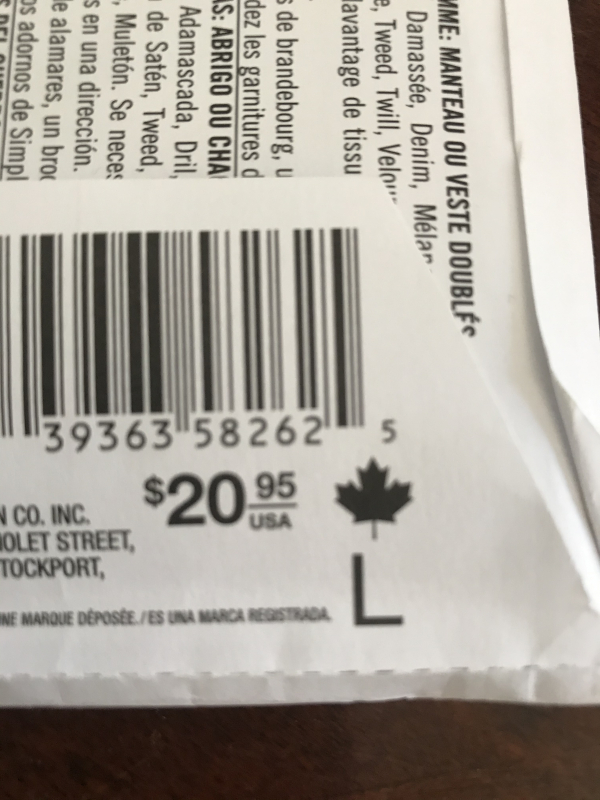 MME: MANTEAU OU VESTE DOUBLÉS
Damassée, Denim, Mélan
e, Tweed, Twill, Velour
davantage de tissu
s de brandebourg, u
dez les garnitures d
AS: ABRIGO OU CHA
Adamascada, Dril,
de Satén, Tweed,
, Muletón. Se neces
s en una dirección.
de alamares, un broc
os adornos de Simpl
39363 58262 5
$20 95
USA
N CO. INC.
IOLET STREET,
TOCKPORT,
L
NE MARQUE DÉPOSÉE./ES UNA MARCA REGISTRADA.